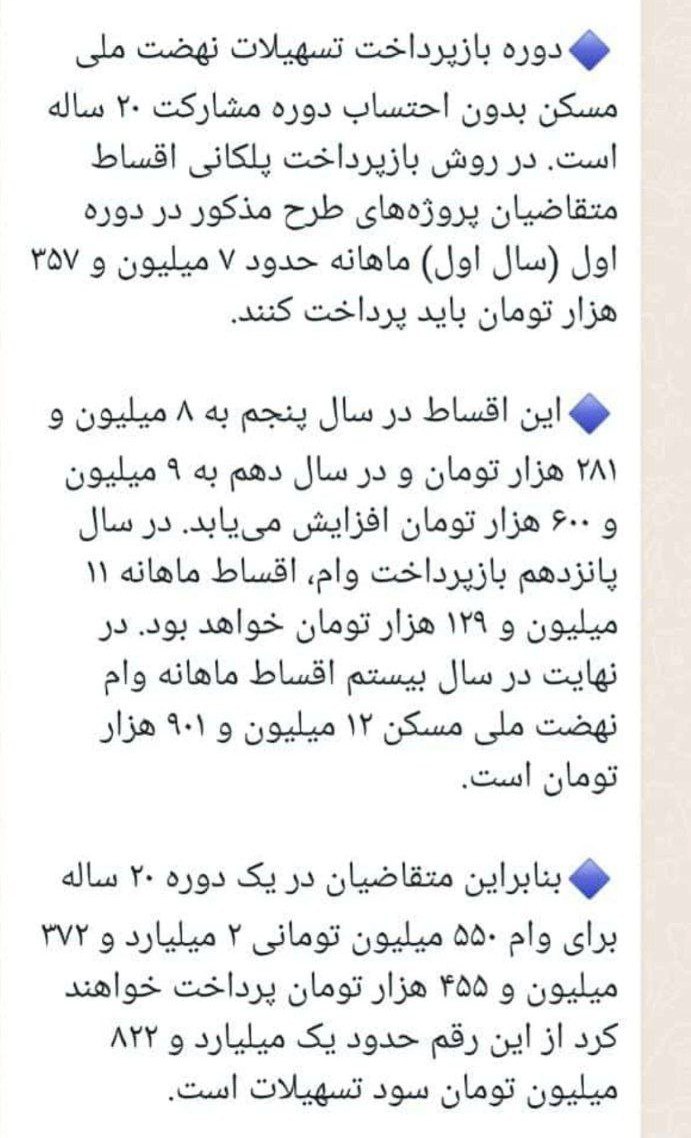 🔷دوره بازپرداخت تسهیلات نهضت ملی
مسکن بدون احتساب دوره مشارکت ۲۰ ساله
است. در روش بازپرداخت پلکانی اقساط
متقاضیان پروژه‌های طرح مذکور در دوره
اول (سال اول) ماهانه حدود ۷ میلیون و ۳۵۷
هزار تومان باید پرداخت کنند.
🔷این اقساط در سال پنجم به ۸ میلیون و
۲۸۱ هزار تومان و در سال دهم به ۹ میلیون
و ۶۰۰ هزار تومان افزایش می‌یابد. در سال
پانزدهم بازپرداخت وام، اقساط ماهانه ۱۱
میلیون و ۱۲۹ هزار تومان خواهد بود. در
نهایت در سال بیستم اقساط ماهانه وام
نهضت ملی مسکن ۱۲ میلیون و ۹۰۱ هزار
تومان است.
🔷بنابراین متقاضیان در یک دوره ۲۰ ساله
برای وام ۵۵۰ میلیون تومانی ۲ میلیارد و ۳۷۲
میلیون و ۴۵۵ هزار تومان پرداخت خواهند
کرد از این رقم حدود یک میلیارد و ۸۲۲
میلیون تومان سود تسهیلات است.